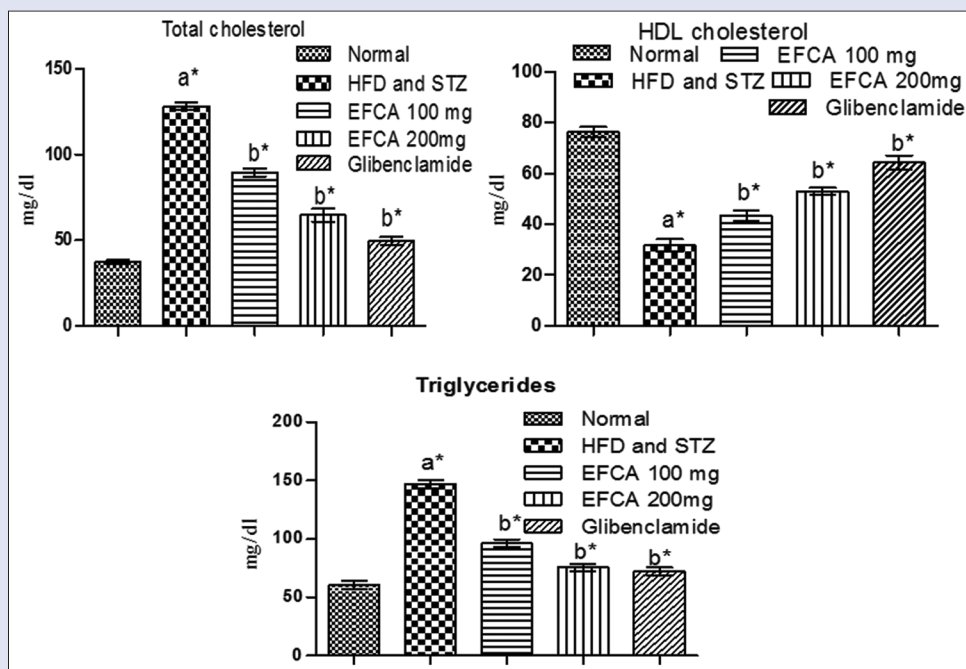 Total cholesterol
Normal
HFD and STZ
EFCA 100 mg
EFCA 200mg
Glibenclamide
150
100
50
0
mg/dl
a*
b*
b*
b*
HDL cholesterol
Normal
EFCA 100 mg
HFD and STZ
EFCA 200mg
Glibenclamide
100
80
60
40
20
0
mg/dl
a*
b*
b*
b*
Triglycerides
Normal
HFD and STZ
EFCA 100 mg
EFCA 200mg
Glibenclamide
200
150
100
50
0
mg/dl
a*
b*
b*
b*